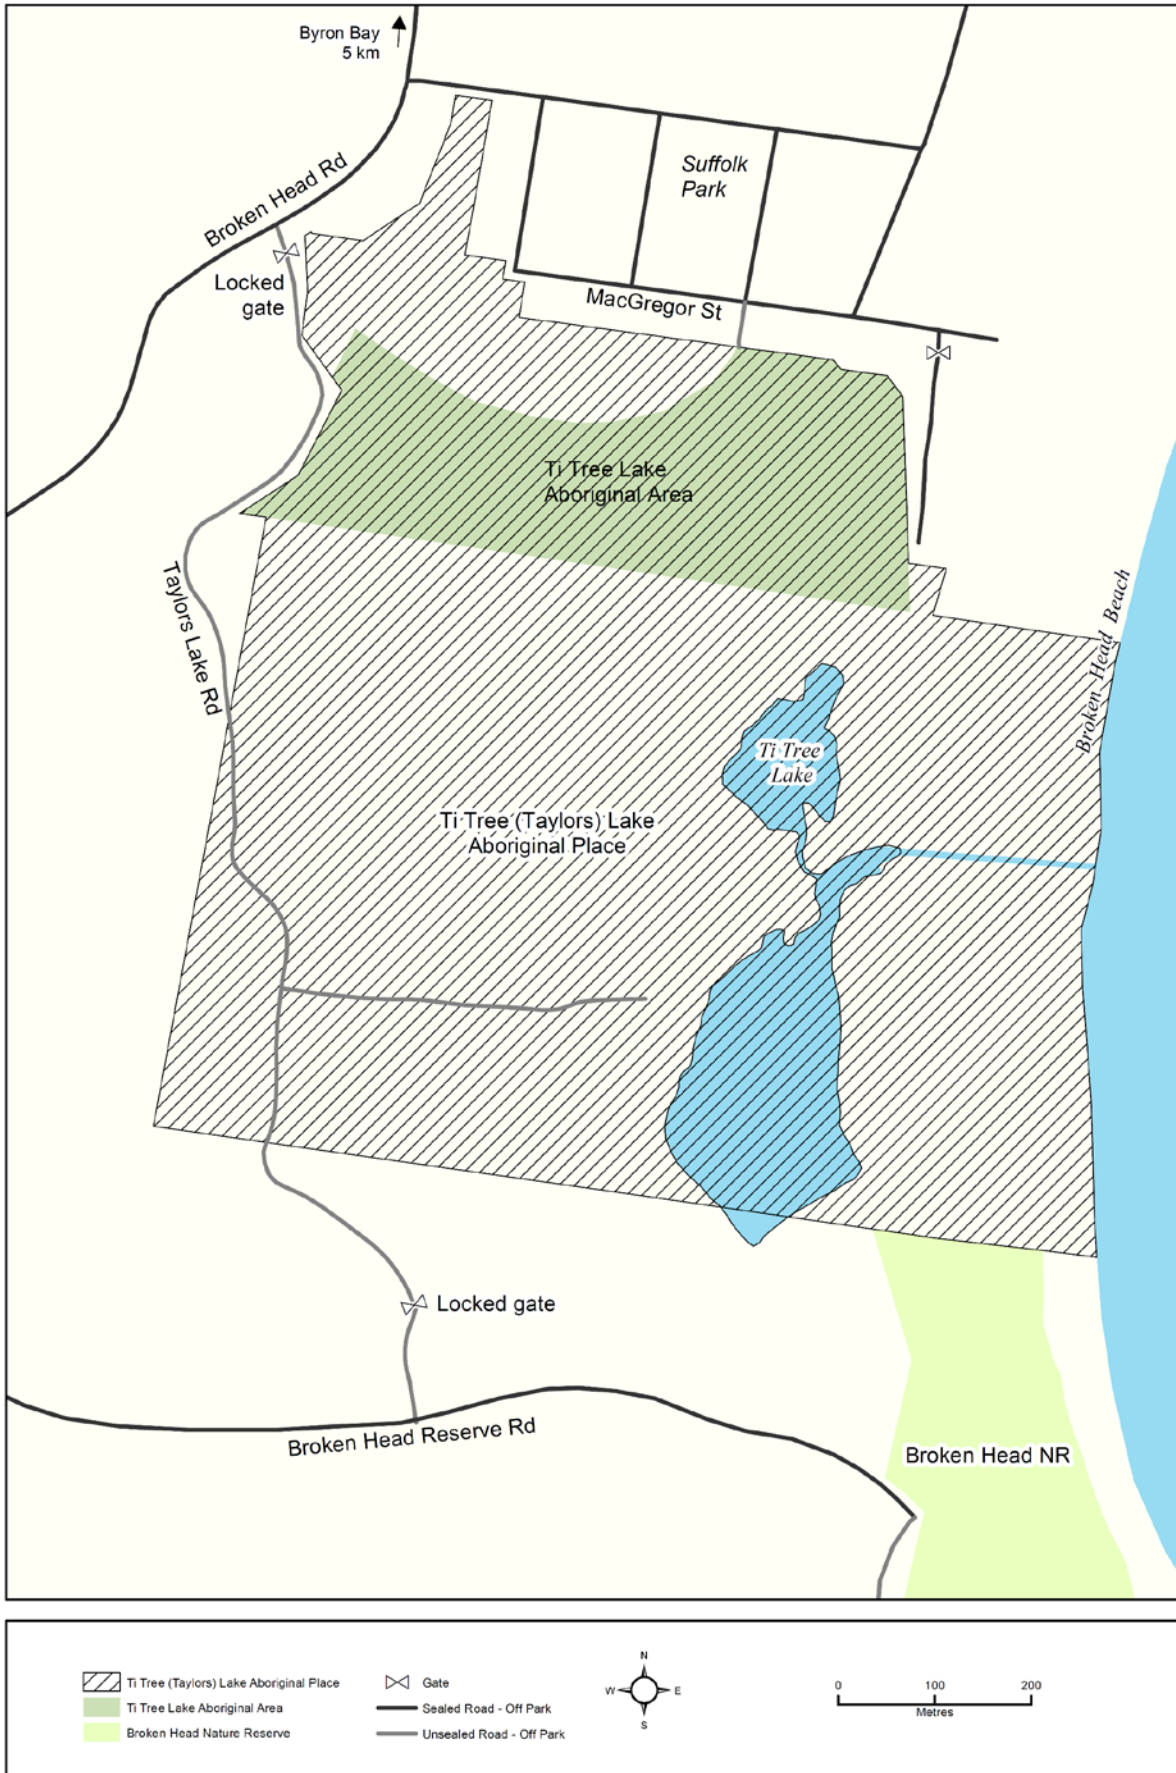 Byron Bay
5 km
Broken Head Rd
Suffolk
Park
Locked
gate
MacGregor St
Ti Tree Lake
Aboriginal Area
Taylors Lake Rd
Broken Head Beach
Ti Tree
Lake
Ti Tree (Taylors) Lake
Aboriginal Place
Locked gate
Broken Head Reserve Rd
Broken Head NR
Ti Tree (Taylors) Lake Aboriginal Place
Ti Tree Lake Aboriginal Area
Broken Head Nature Reserve
Gate
Sealed Road - Off Park
Unsealed Road - Off Park
N
W E
S
0 100 200
Metres